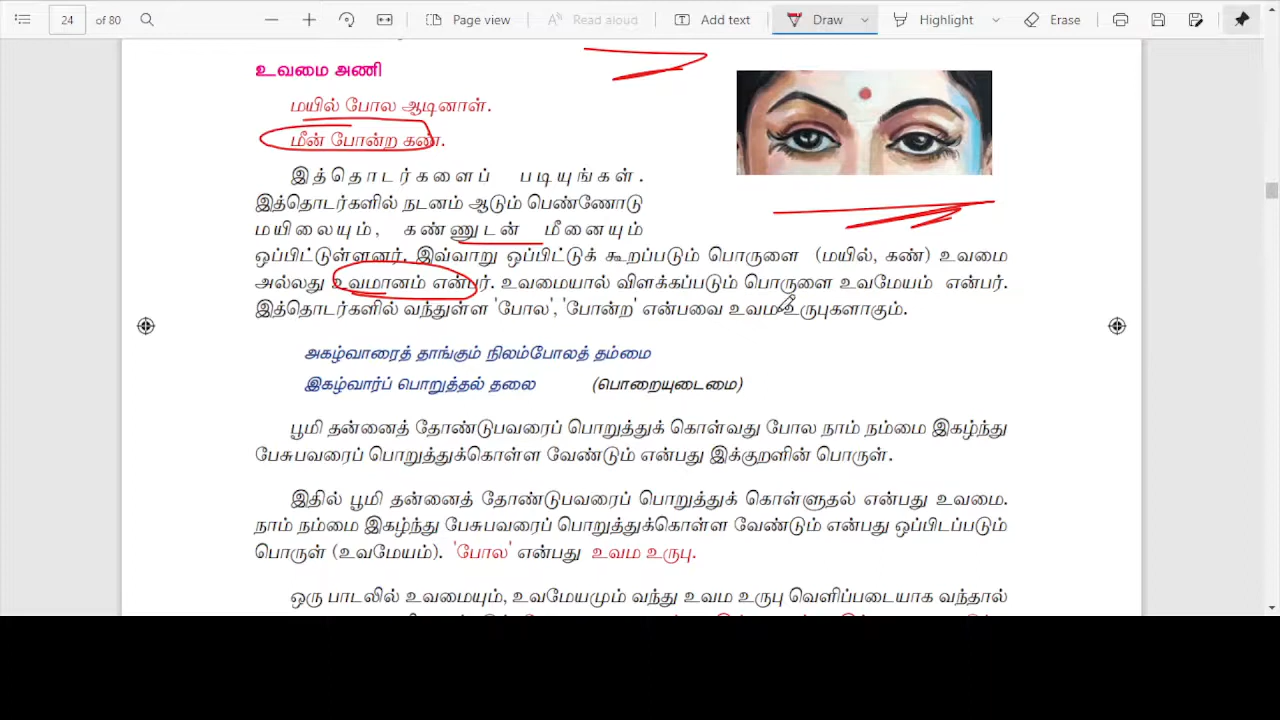 24 of 80 Page view Read aloud Add text Draw Highlight Erase
உவமை அணி
மயில் போல ஆடினாள்.
மீன் போன்ற கண்.
இத்தொடர்களைப் படியுங்கள்.
இத்தொடர்களில் நடனம் ஆடும் பெண்ணோடு
மயிலையும், கண்ணுடன் மீனையும்
ஒப்பிட்டுள்ளனர். இவ்வாறு ஒப்பிட்டுக் கூறப்படும் பொருளை (மயில், கண்) உவமை
அல்லது உவமானம் என்பர். உவமையால் விளக்கப்படும் பொருளை உவமேயம் என்பர்.
இத்தொடர்களில் வந்துள்ள 'போல', 'போன்ற' என்பவை உவம உருபுகளாகும்.
அகழ்வாரைத் தாங்கும் நிலம்போலத் தம்மை
இகழ்வார்ப் பொறுத்தல் தலை (பொறையுடைமை)
பூமி தன்னைத் தோண்டுபவரைப் பொறுத்துக் கொள்வது போல நாம் நம்மை இகழ்ந்து
பேசுபவரைப் பொறுத்துக்கொள்ள வேண்டும் என்பது இக்குறளின் பொருள்.
இதில் பூமி தன்னைத் தோண்டுபவரைப் பொறுத்துக் கொள்ளுதல் என்பது உவமை.
நாம் நம்மை இகழ்ந்து பேசுபவரைப் பொறுத்துக்கொள்ள வேண்டும் என்பது ஒப்பிடப்படும்
பொருள் (உவமேயம்). 'போல' என்பது உவம உருபு.
ஒரு பாடலில் உவமையும், உவமேயமும் வந்து உவம உருபு வெளிப்படையாக வந்தால்